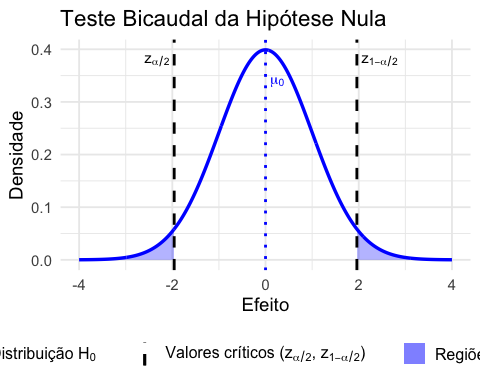 Teste Bicaudal da Hipótese Nula
Densidade
0.4
0.3
0.2
0.1
0.0
zα/2
μ0
z1−α/2
-4 -2 0 2 4
Efeito
istribuição H0 Valores críticos (zα/2, z1−α/2) Regiõe